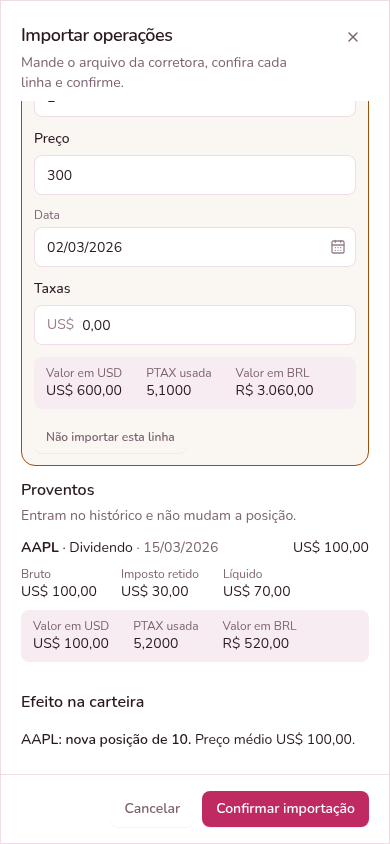 Importar operações
Mande o arquivo da corretora, confira cada
linha e confirme.
Preço
300
Data
02/03/2026
Taxas
US$ 0,00
Valor em USD PTAX usada Valor em BRL
US$ 600,00 5,1000 R$ 3.060,00
Não importar esta linha
Proventos
Entram no histórico e não mudam a posição.
AAPL · Dividendo · 15/03/2026 US$ 100,00
Bruto Imposto retido Líquido
US$ 100,00 US$ 30,00 US$ 70,00
Valor em USD PTAX usada Valor em BRL
US$ 100,00 5,2000 R$ 520,00
Efeito na carteira
AAPL: nova posição de 10. Preço médio US$ 100,00.
Cancelar Confirmar importação